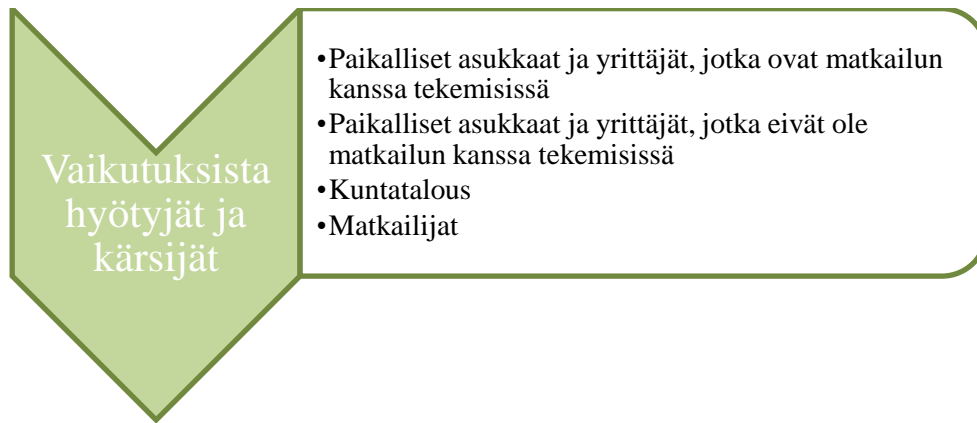 Vaikutuksista
hyötyjät ja
kärsijät
•Paikalliset asukkaat ja yrittäjät, jotka ovat matkailun
kanssa tekemisissä
•Paikalliset asukkaat ja yrittäjät, jotka eivät ole
matkailun kanssa tekemisissä
•Kuntatalous
•Matkailijat